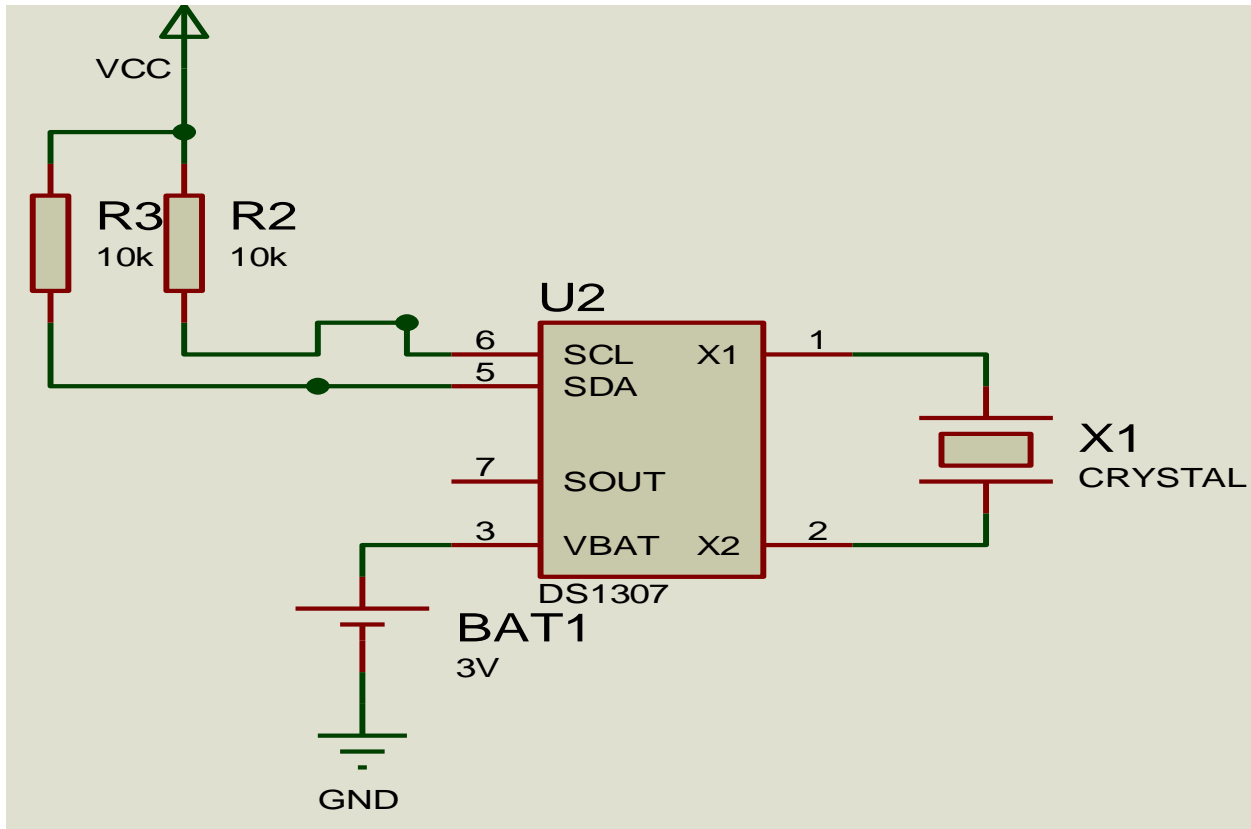 VCC
R3
10k
R2
10k
U2
6
SCL
X1
1
5
SDA
X1
CRYSTAL
7
SOUT
3
VBAT
X2
2
DS1307
BAT1
3V
GND